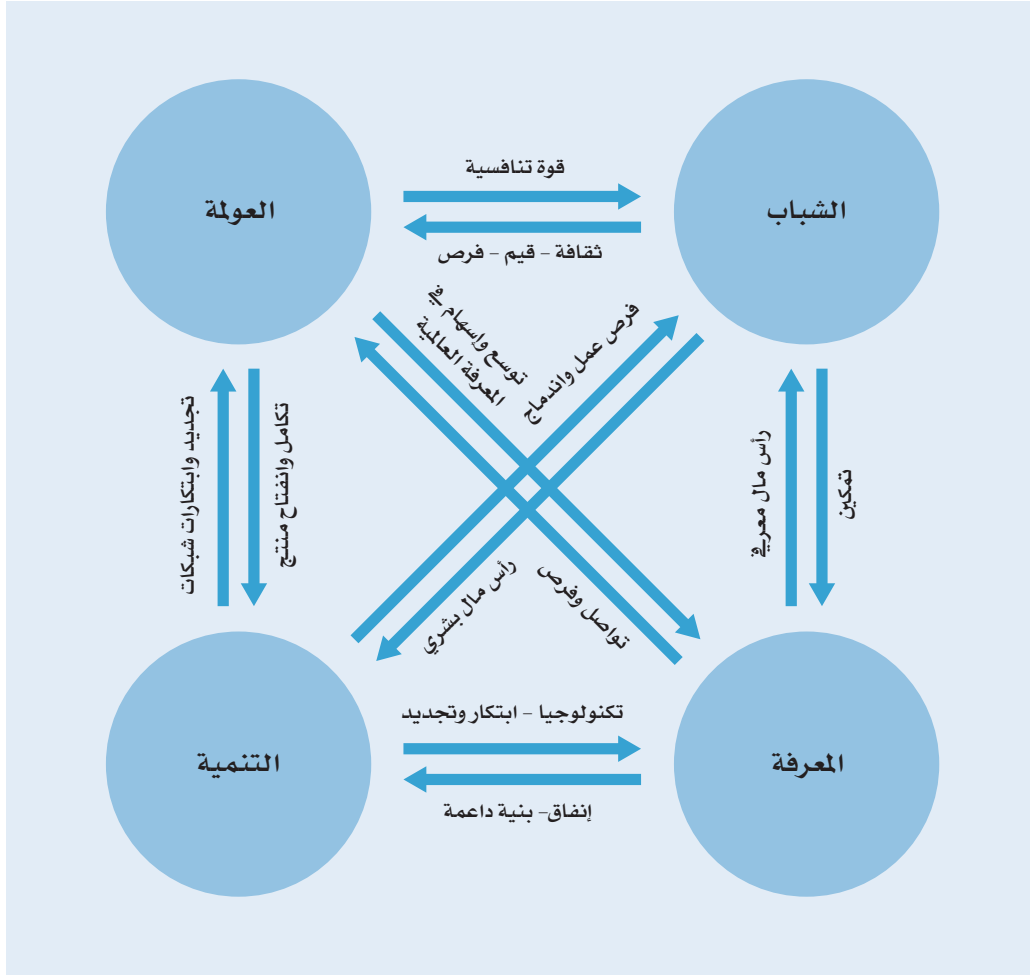 قوة تنافسية
الشباب
العولمة
ثقافة – قيم – فرص
فرص عمل واندماج
توسع وإسهام في
المعرفة العالمية
تمكين
رأس مال معرفي
تكامل وانفتاح منتج
تجديد وابتكارات شبكات
تواصل وفرص
رأس مال بشري
تكنولوجيا – ابتكار وتجديد
المعرفة
التنمية
إنفاق– بنية داعمة